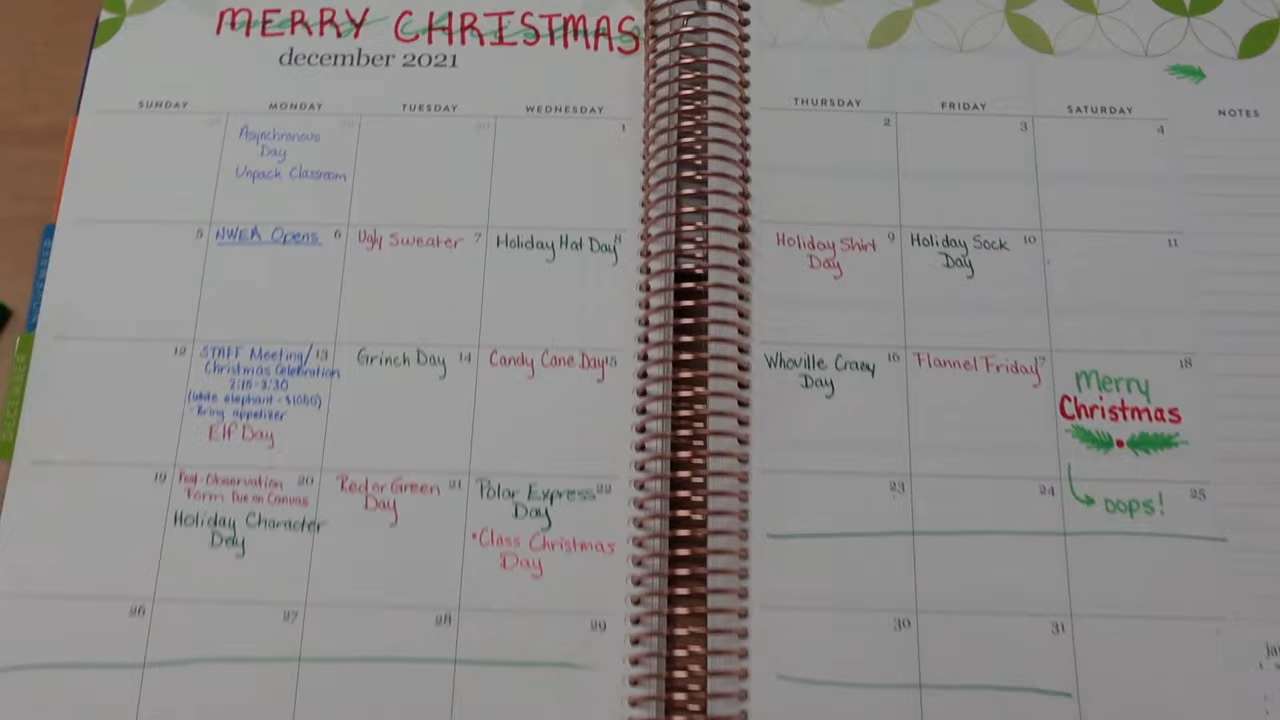 MERRY CHRISTMAS
december 2021
SUNDAY MONDAY TUESDAY WEDNESDAY THURSDAY FRIDAY SATURDAY NOTES
Asynchronous
Day
Unpack Classroom
1
2
3
4
5
NWEA Opens 6
Ugly Sweater 7
Holiday Hat Day 8
Holiday Shirt 9
Day
Holiday Sock 10
Day
11
12
STAFF Meeting/ 13
Christmas Celebration
2:15-3:30
(white elephant-
Bring appetizer
Elf Day
Grinch Day 14
Candy Cane Day 15
Whoville Crazy 16
Day
Flannel Friday 17
18
Merry
Christmas
19
Post-Observation 20
Form Due on Canvas
Holiday Character
Day
Red or Green 21
Day
Polar Express 22
Day
•Class Christmas
Day
23
24
25
oops!
26
27
28
29
30
31
DECEMBER